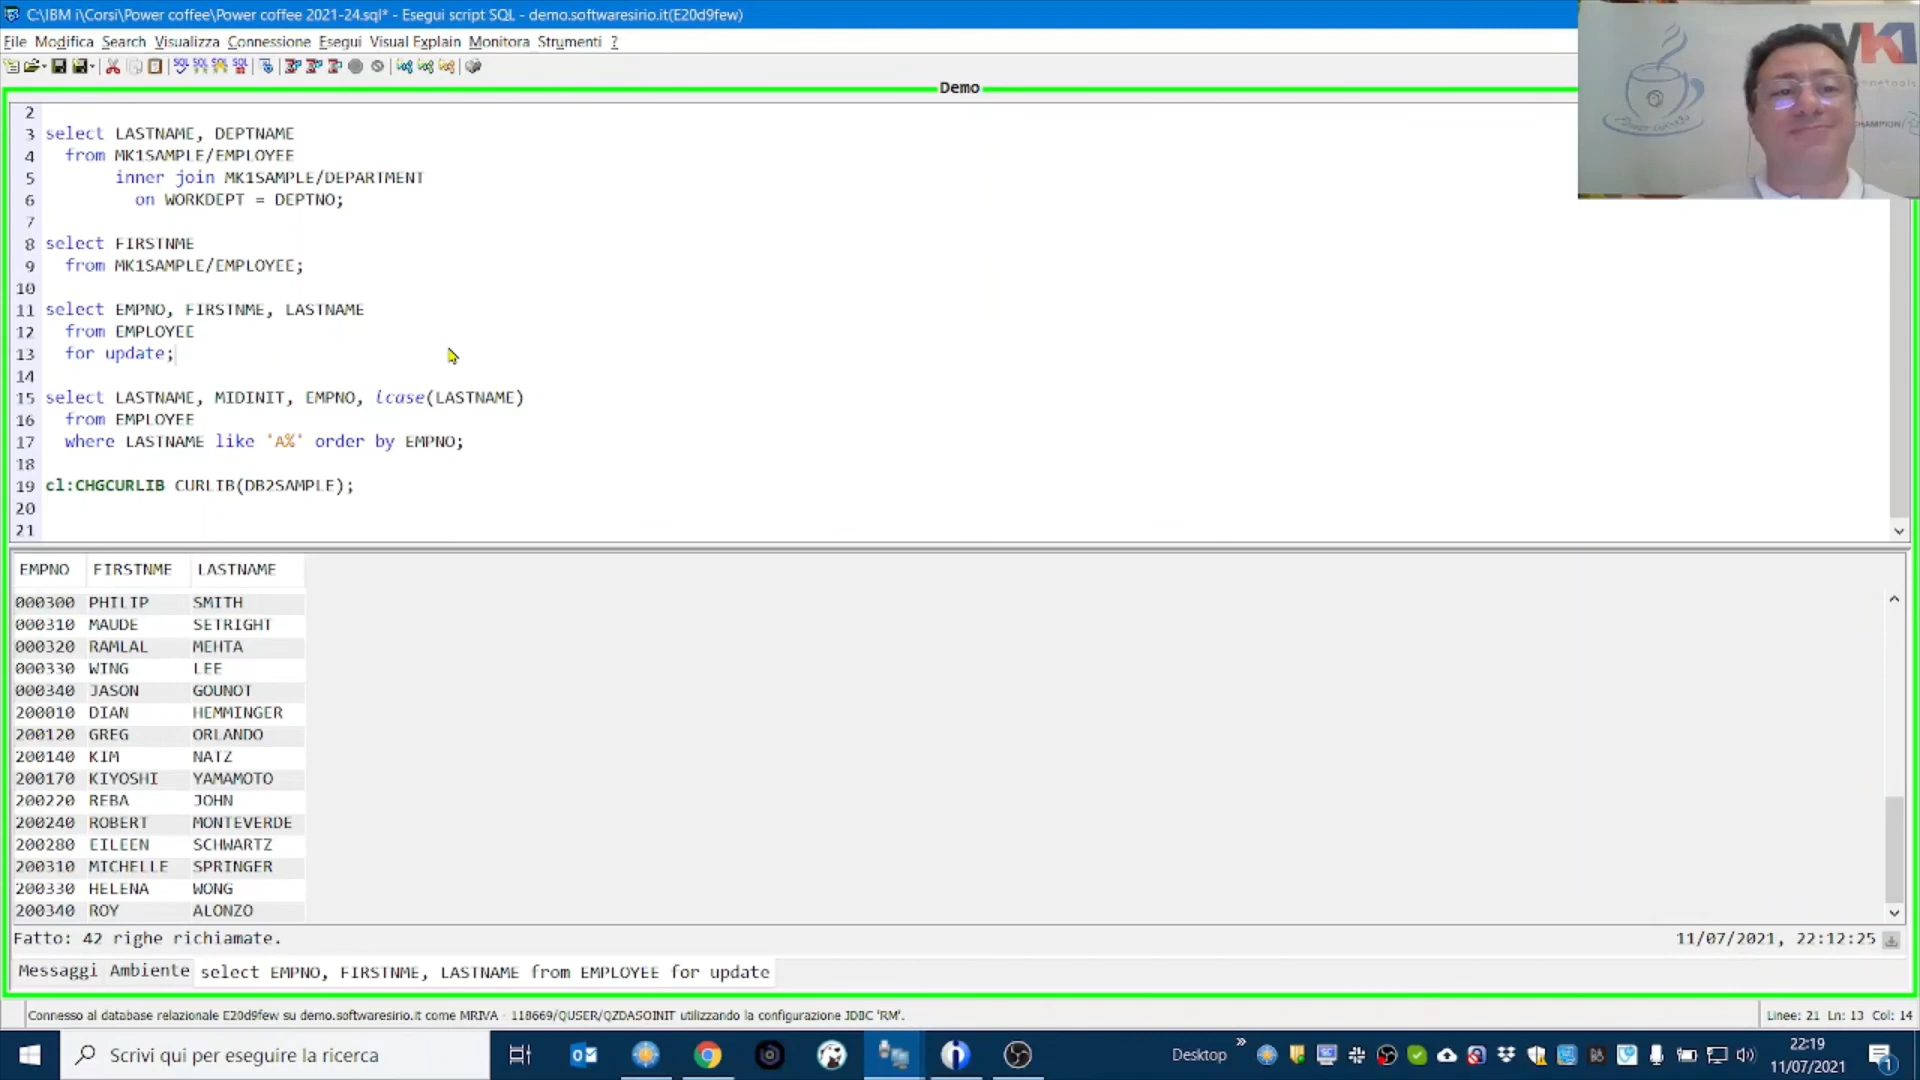 C:\IBM i\Corsi\Power coffee\Power coffee 2021-24.sql* - Esegui script SQL - demo.softwaresirio.it(E20d9few)
File Modifica Search Visualizza Connessione Esegui Visual Explain Monitora Strumenti ?
Demo
2
3 select LASTNAME, DEPTNAME
4 from MK1SAMPLE/EMPLOYEE
5 inner join MK1SAMPLE/DEPARTMENT
6 on WORKDEPT = DEPTNO;
7
8 select FIRSTNME
9 from MK1SAMPLE/EMPLOYEE;
10
11 select EMPNO, FIRSTNME, LASTNAME
12 from EMPLOYEE
13 for update;
14
15 select LASTNAME, MIDINIT, EMPNO, lcase(LASTNAME)
16 from EMPLOYEE
17 where LASTNAME like 'A%' order by EMPNO;
18
19 cl:CHGCURLIB CURLIB(DB2SAMPLE);
20
21
EMPNO FIRSTNME LASTNAME
000300 PHILIP SMITH
000310 MAUDE SETRIGHT
000320 RAMLAL MEHTA
000330 WING LEE
000340 JASON GOUNOT
200010 DIAN HEMMINGER
200120 GREG ORLANDO
200140 KIM NATZ
200170 KIYOSHI YAMAMOTO
200220 REBA JOHN
200240 ROBERT MONTEVERDE
200280 EILEEN SCHWARTZ
200310 MICHELLE SPRINGER
200330 HELENA WONG
200340 ROY ALONZO
Fatto: 42 righe richiamate.
11/07/2021, 22:12:25
Messaggi Ambiente select EMPNO, FIRSTNME, LASTNAME from EMPLOYEE for update
Connesso al database relazionale E20d9few su demo.softwaresirio.it come MRIVA - 118669/QUSER/QZDASOINIT utilizzando la configurazione JDBC 'RM'.
Linee: 21 Ln: 13 Col: 14
Scrivi qui per eseguire la ricerca
Desktop
22:19
11/07/2021